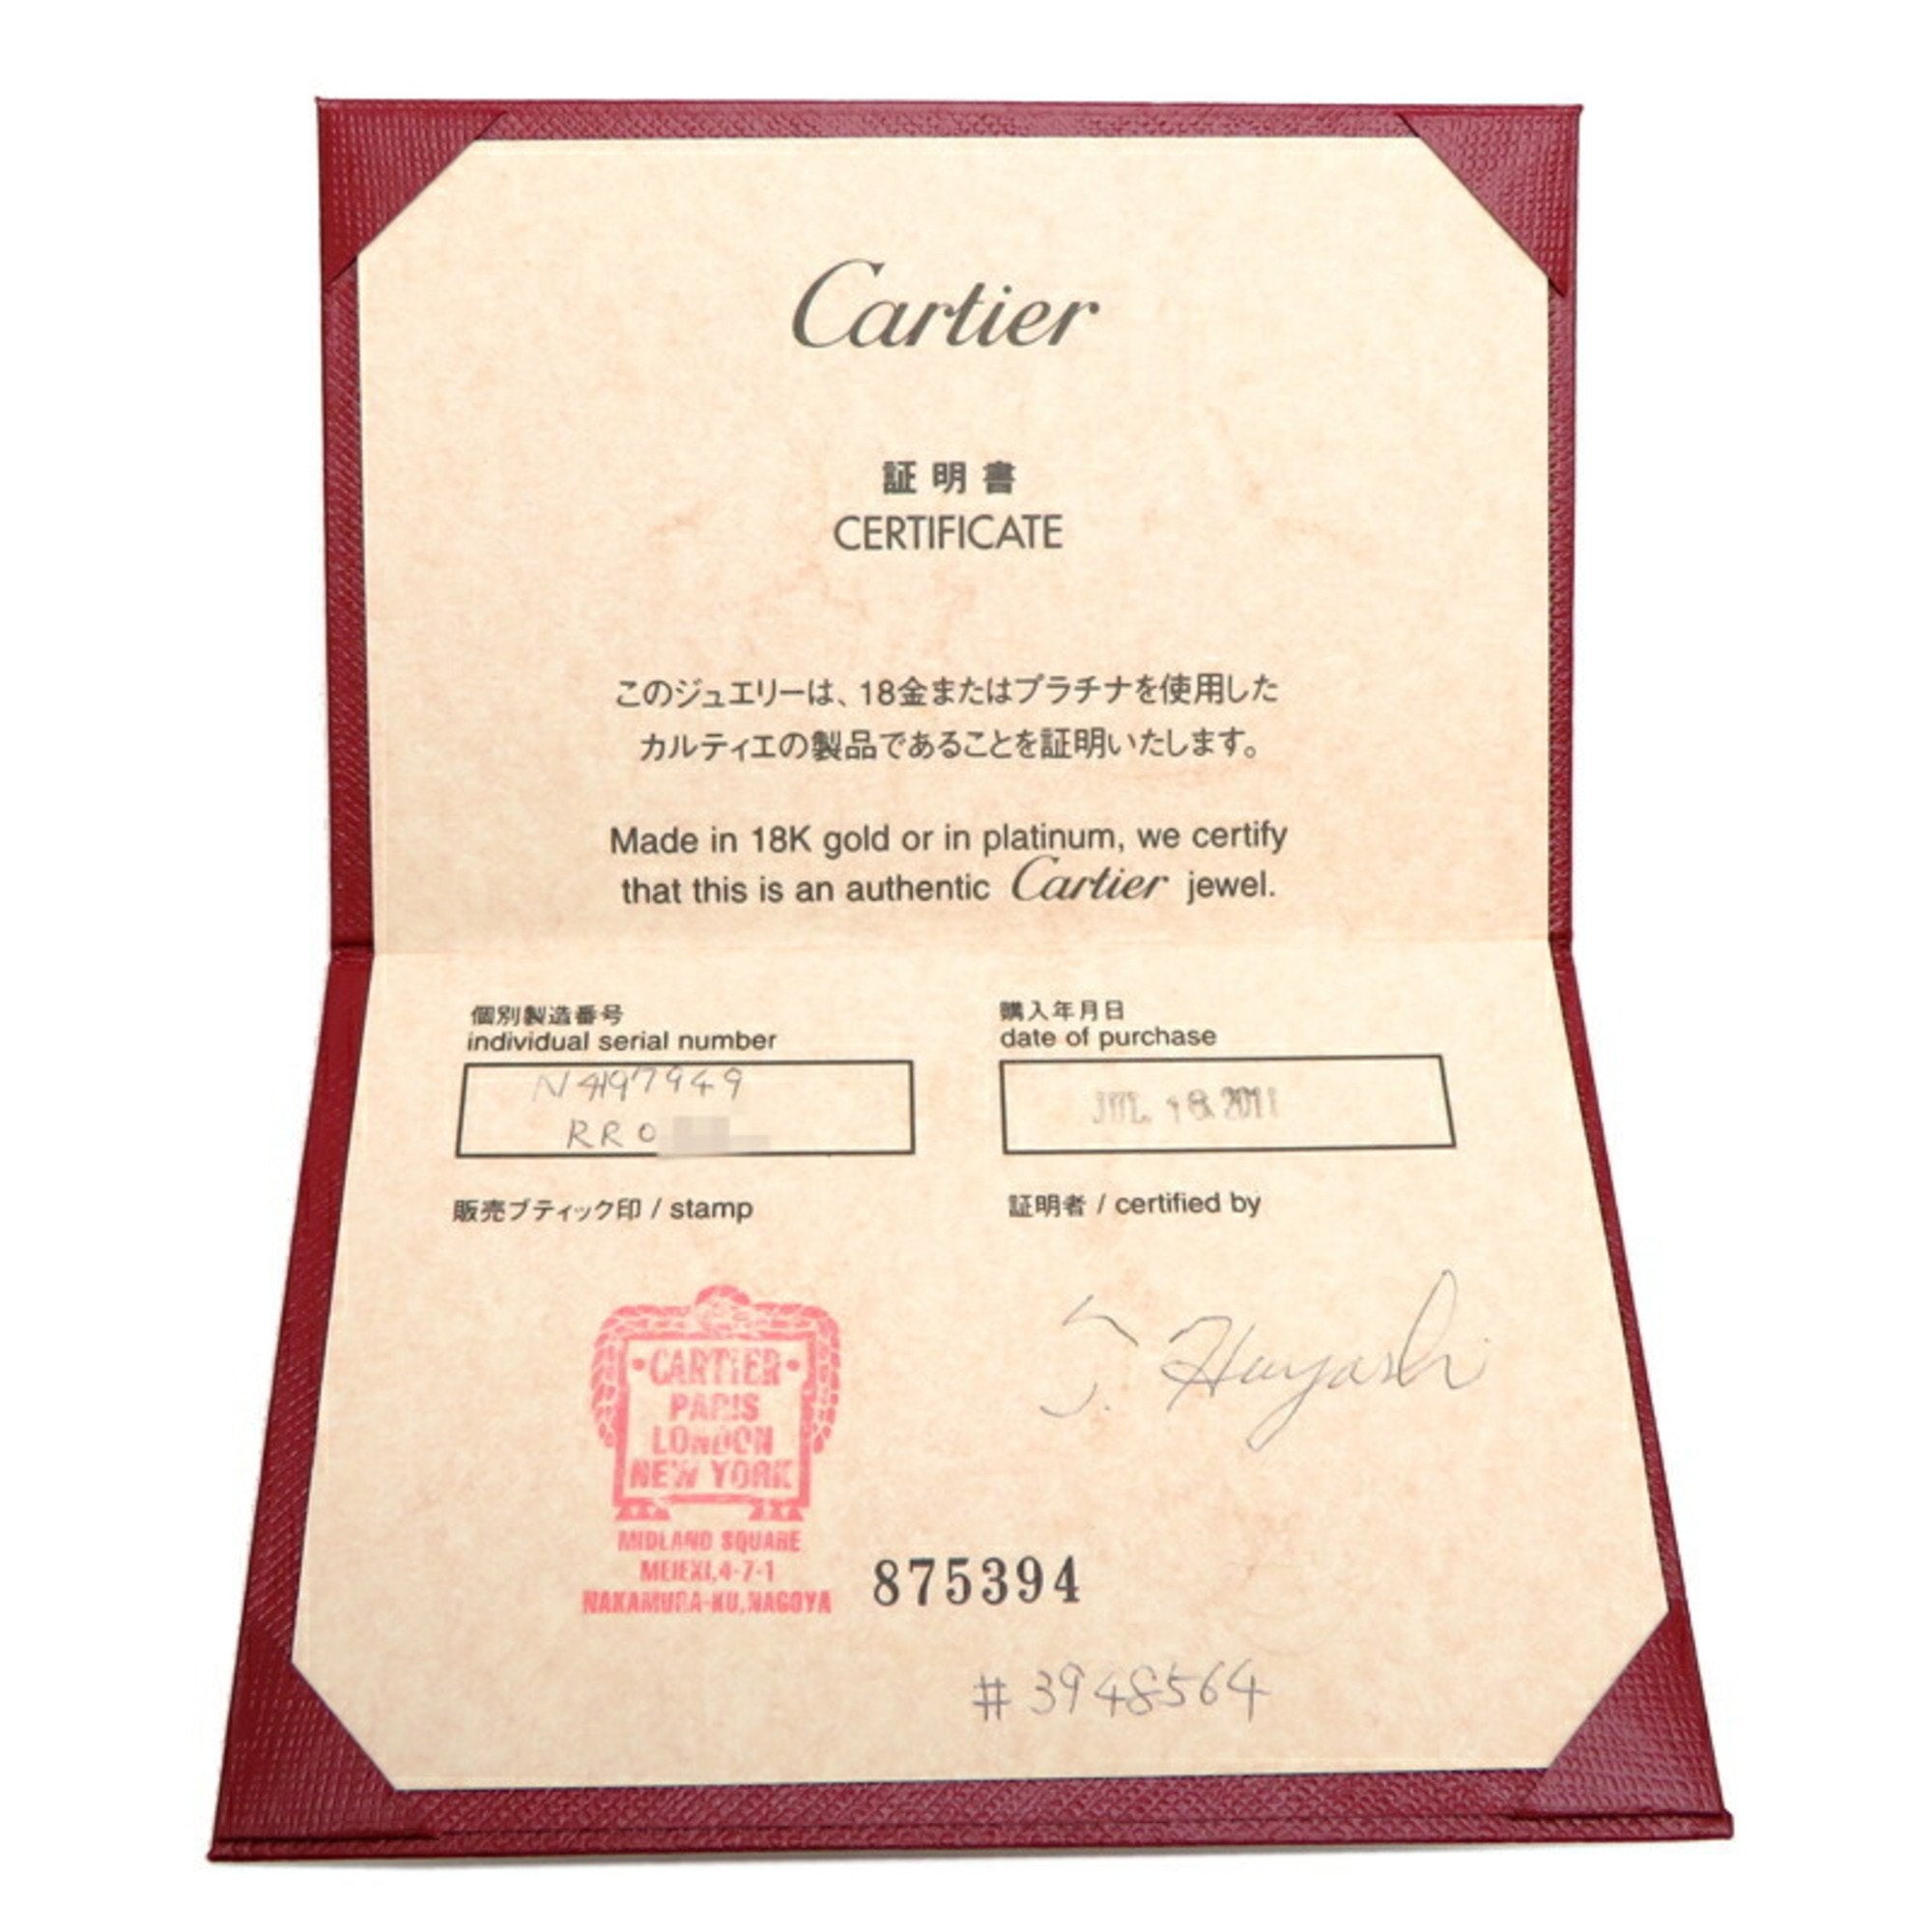 Cartier
証明書
CERTIFICATE
このジュエリーは、18金またはプラチナを使用した
カルティエの製品であることを証明いたします。
Made in 18K gold or in platinum, we certify
that this is an authentic Cartier jewel.
個別製造番号
individual serial number
N4197949
RRO
購入年月日
date of purchase
JUL. 18 2011
販売ブティック印 / stamp
証明者 / certified by
・CARTIER・
PARIS
LONDON
NEW YORK
MIDLAND SQUARE
MEIEKI,4-7-1
NAKAMURA-KU,NAGOYA
Hayashi
875394
#3948564